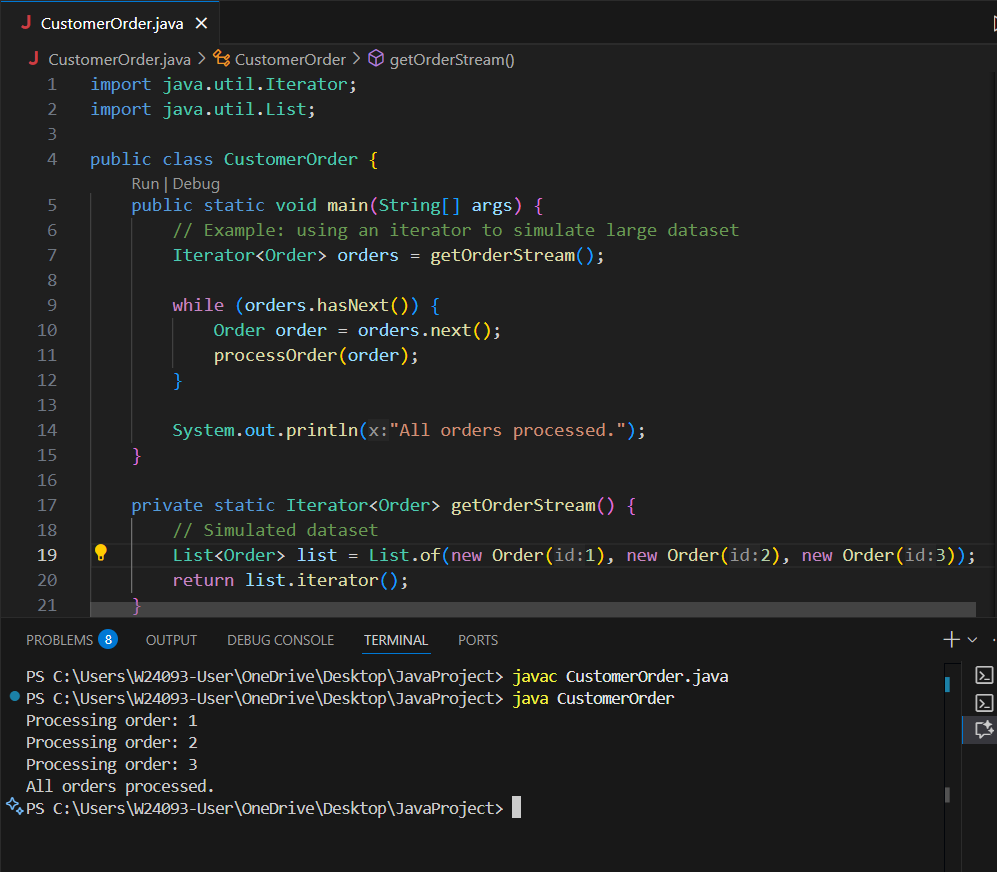 CustomerOrder.java
CustomerOrder.java > CustomerOrder > getOrderStream()
1 import java.util.Iterator;
2 import java.util.List;
3
4 public class CustomerOrder {
Run | Debug
5 public static void main(String[] args) {
6 // Example: using an iterator to simulate large dataset
7 Iterator<Order> orders = getOrderStream();
8
9 while (orders.hasNext()) {
10 Order order = orders.next();
11 processOrder(order);
12 }
13
14 System.out.println(x:"All orders processed.");
15 }
16
17 private static Iterator<Order> getOrderStream() {
18 // Simulated dataset
19 List<Order> list = List.of(new Order(id:1), new Order(id:2), new Order(id:3));
20 return list.iterator();
21 }
PROBLEMS 8 OUTPUT DEBUG CONSOLE TERMINAL PORTS
PS C:\Users\W24093-User\OneDrive\Desktop\JavaProject> javac CustomerOrder.java
PS C:\Users\W24093-User\OneDrive\Desktop\JavaProject> java CustomerOrder
Processing order: 1
Processing order: 2
Processing order: 3
All orders processed.
PS C:\Users\W24093-User\OneDrive\Desktop\JavaProject>